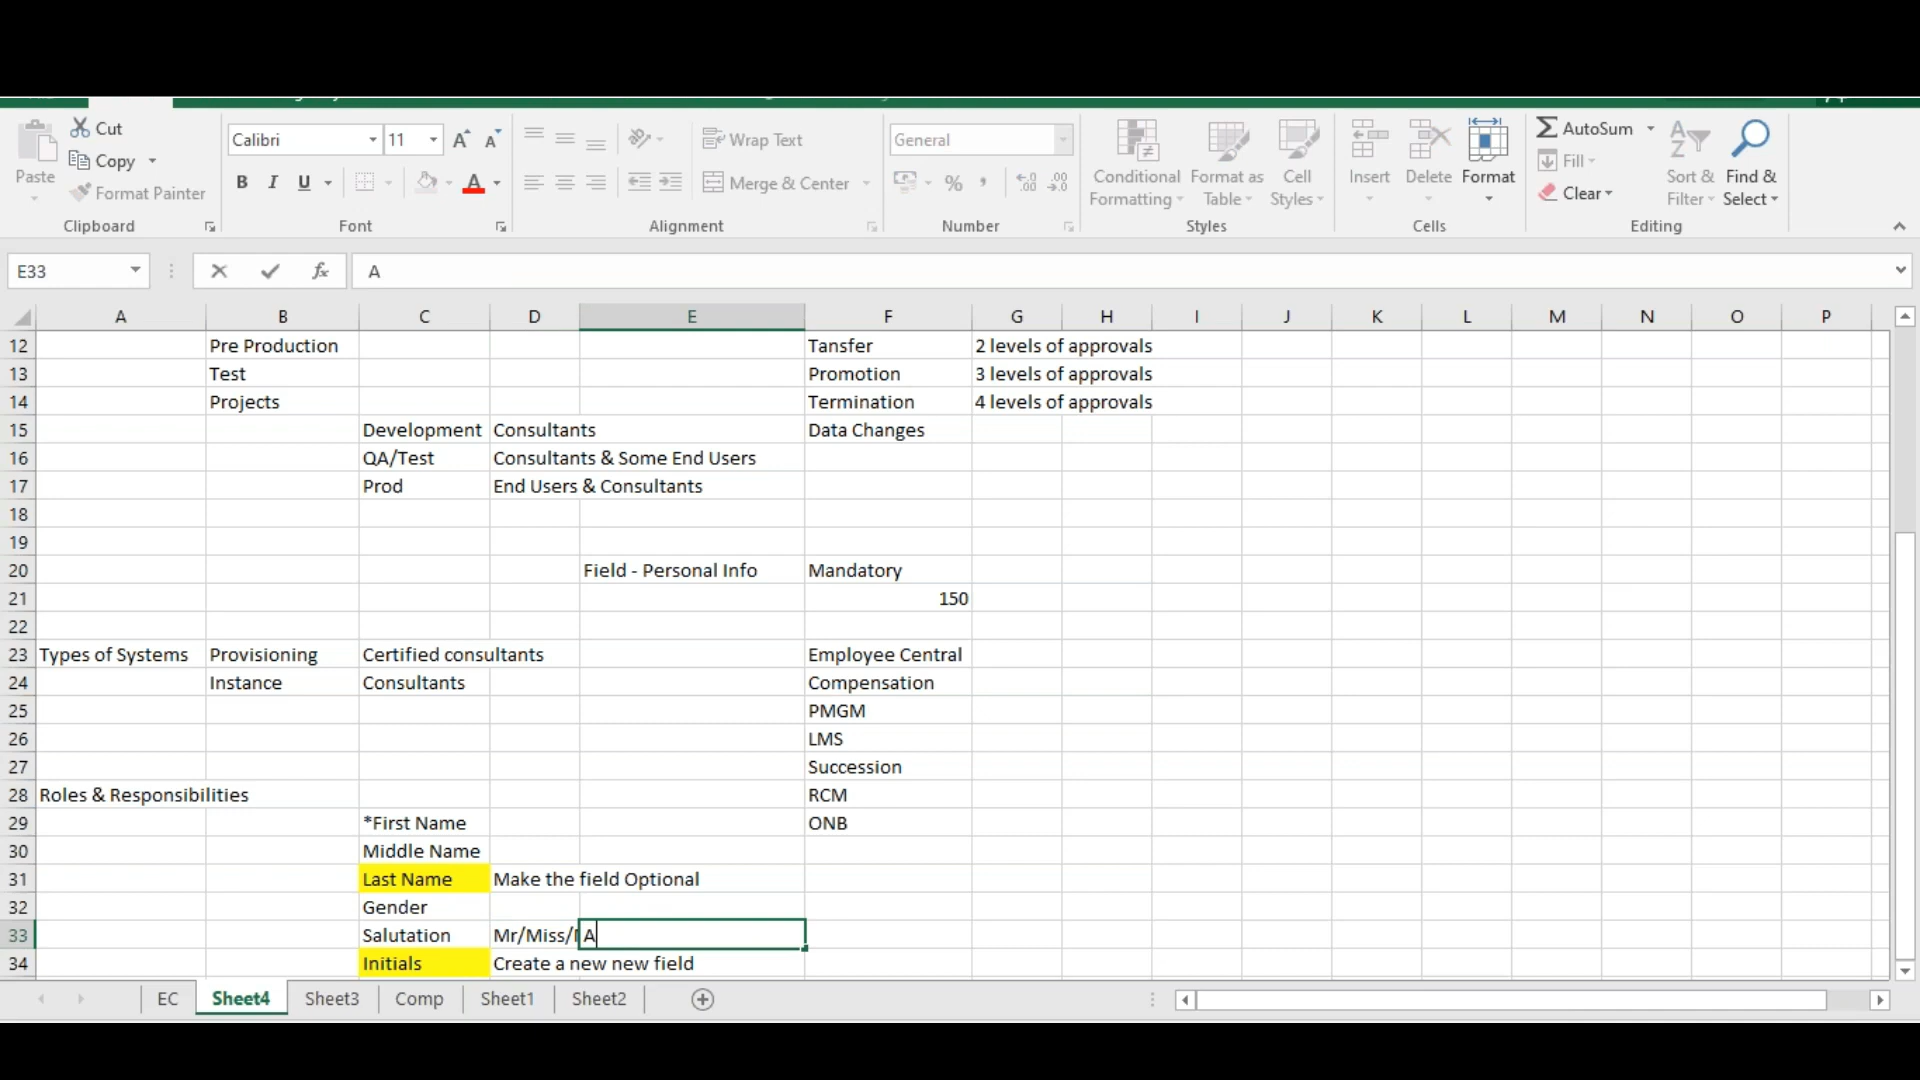 Cut
Copy
Paste
Format Painter
Clipboard
Calibri 11 A A
B I U A
Font
Wrap Text
Merge & Center
Alignment
General
% ,
Number
Conditional Formatting
Format as Table
Cell Styles
Styles
Insert Delete Format
Cells
AutoSum
Fill
Clear
Sort & Filter
Find & Select
Editing
E33 fx A
A B C D E F G H I J K L M N O P
12 Pre Production Tansfer 2 levels of approvals
13 Test Promotion 3 levels of approvals
14 Projects Termination 4 levels of approvals
15 Development Consultants Data Changes
16 QA/Test Consultants & Some End Users
17 Prod End Users & Consultants
18
19
20 Field - Personal Info Mandatory
21 150
22
23 Types of Systems Provisioning Certified consultants Employee Central
24 Instance Consultants Compensation
25 PMGM
26 LMS
27 Succession
28 Roles & Responsibilities RCM
29 *First Name ONB
30 Middle Name
31 Last Name Make the field Optional
32 Gender
33 Salutation Mr/Miss/ A
34 Initials Create a new new field
EC Sheet4 Sheet3 Comp Sheet1 Sheet2